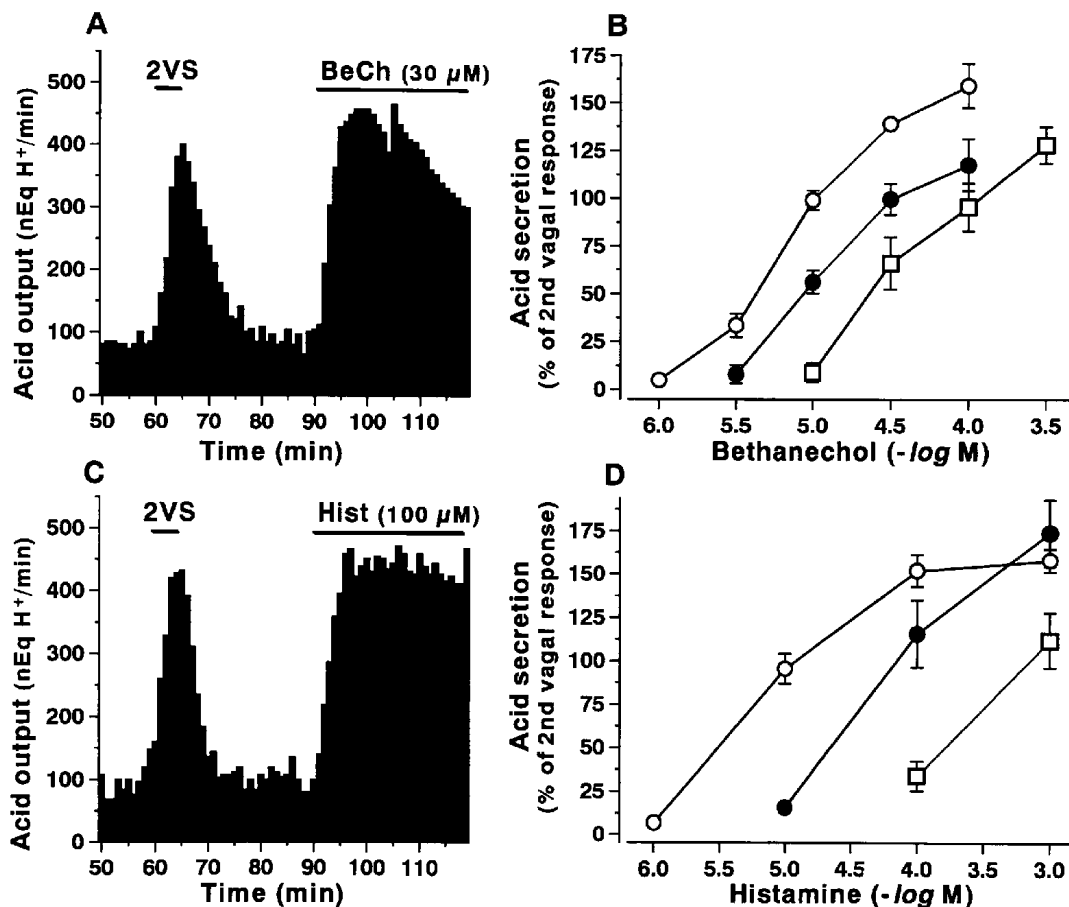 A
2VS
BeCh (30 µM)
Acid output (nEq H⁺/min)
500
400
300
200
100
0
50 60 70 80 90 100 110
Time (min)
B
Acid secretion
(% of 2nd vagal response)
175
150
125
100
75
50
25
0
6.0 5.5 5.0 4.5 4.0 3.5
Bethanechol (-log M)
C
2VS
Hist (100 µM)
Acid output (nEq H⁺/min)
500
400
300
200
100
0
50 60 70 80 90 100 110
Time (min)
D
Acid secretion
(% of 2nd vagal response)
175
150
125
100
75
50
25
0
6.0 5.5 5.0 4.5 4.0 3.5 3.0
Histamine (-log M)